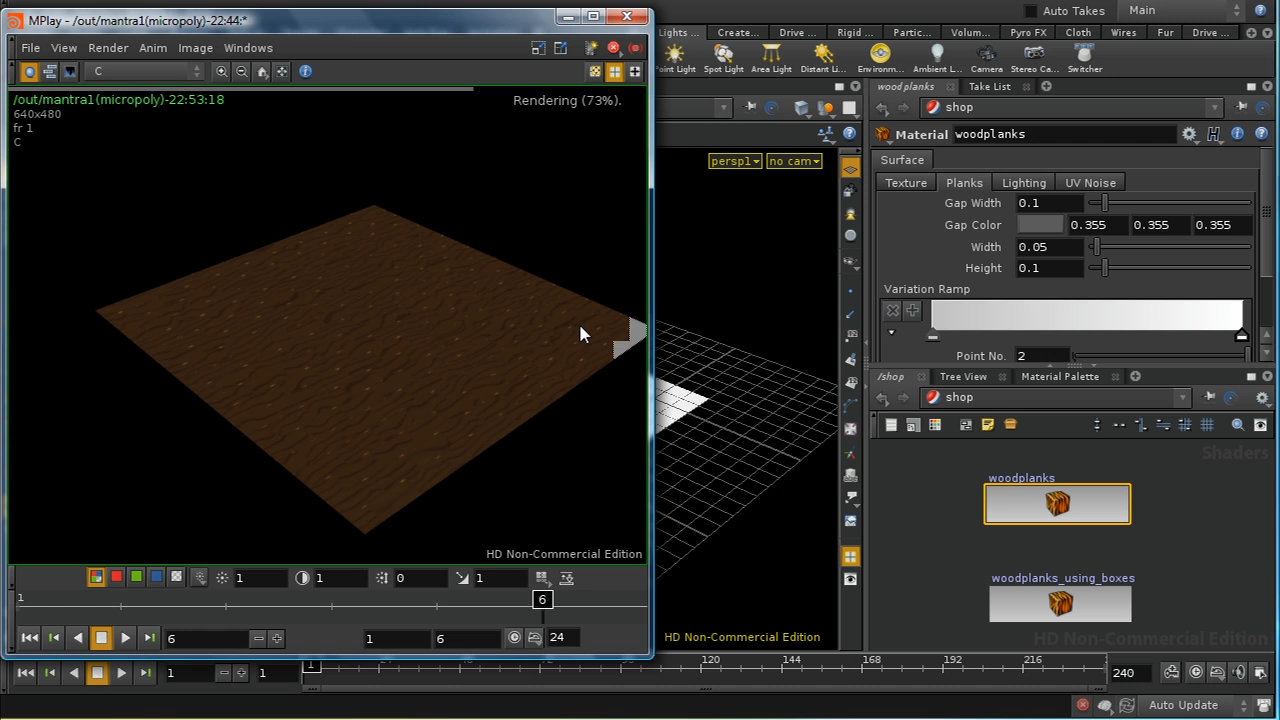 MPlay - /out/mantra1(micropoly)-22:44:*
File View Render Anim Image Windows
C
/out/mantra1(micropoly)-22:53:18
Rendering (73%).
640x480
fr 1
C
HD Non-Commercial Edition
1 1 0 1
1
6
6 1 6 24
Auto Takes Main
Lights ... Create... Drive ... Rigid ... Partic... Volum... Pyro FX Cloth Wires Fur Drive ...
Point Light Spot Light Area Light Distant Li... Environm... Ambient L... Camera Stereo Ca... Switcher
persp1 no cam
HD Non-Commercial Edition
woodplanks Take List
shop
Material woodplanks
Surface
Texture Planks Lighting UV Noise
Gap Width 0.1
Gap Color 0.355 0.355 0.355
Width 0.05
Height 0.1
Variation Ramp
Point No. 2
/shop Tree View Material Palette
shop
Shaders
woodplanks
woodplanks_using_boxes
HD Non-Commercial Edition
1 1 1 120 144 168 192 216 240
Auto Update